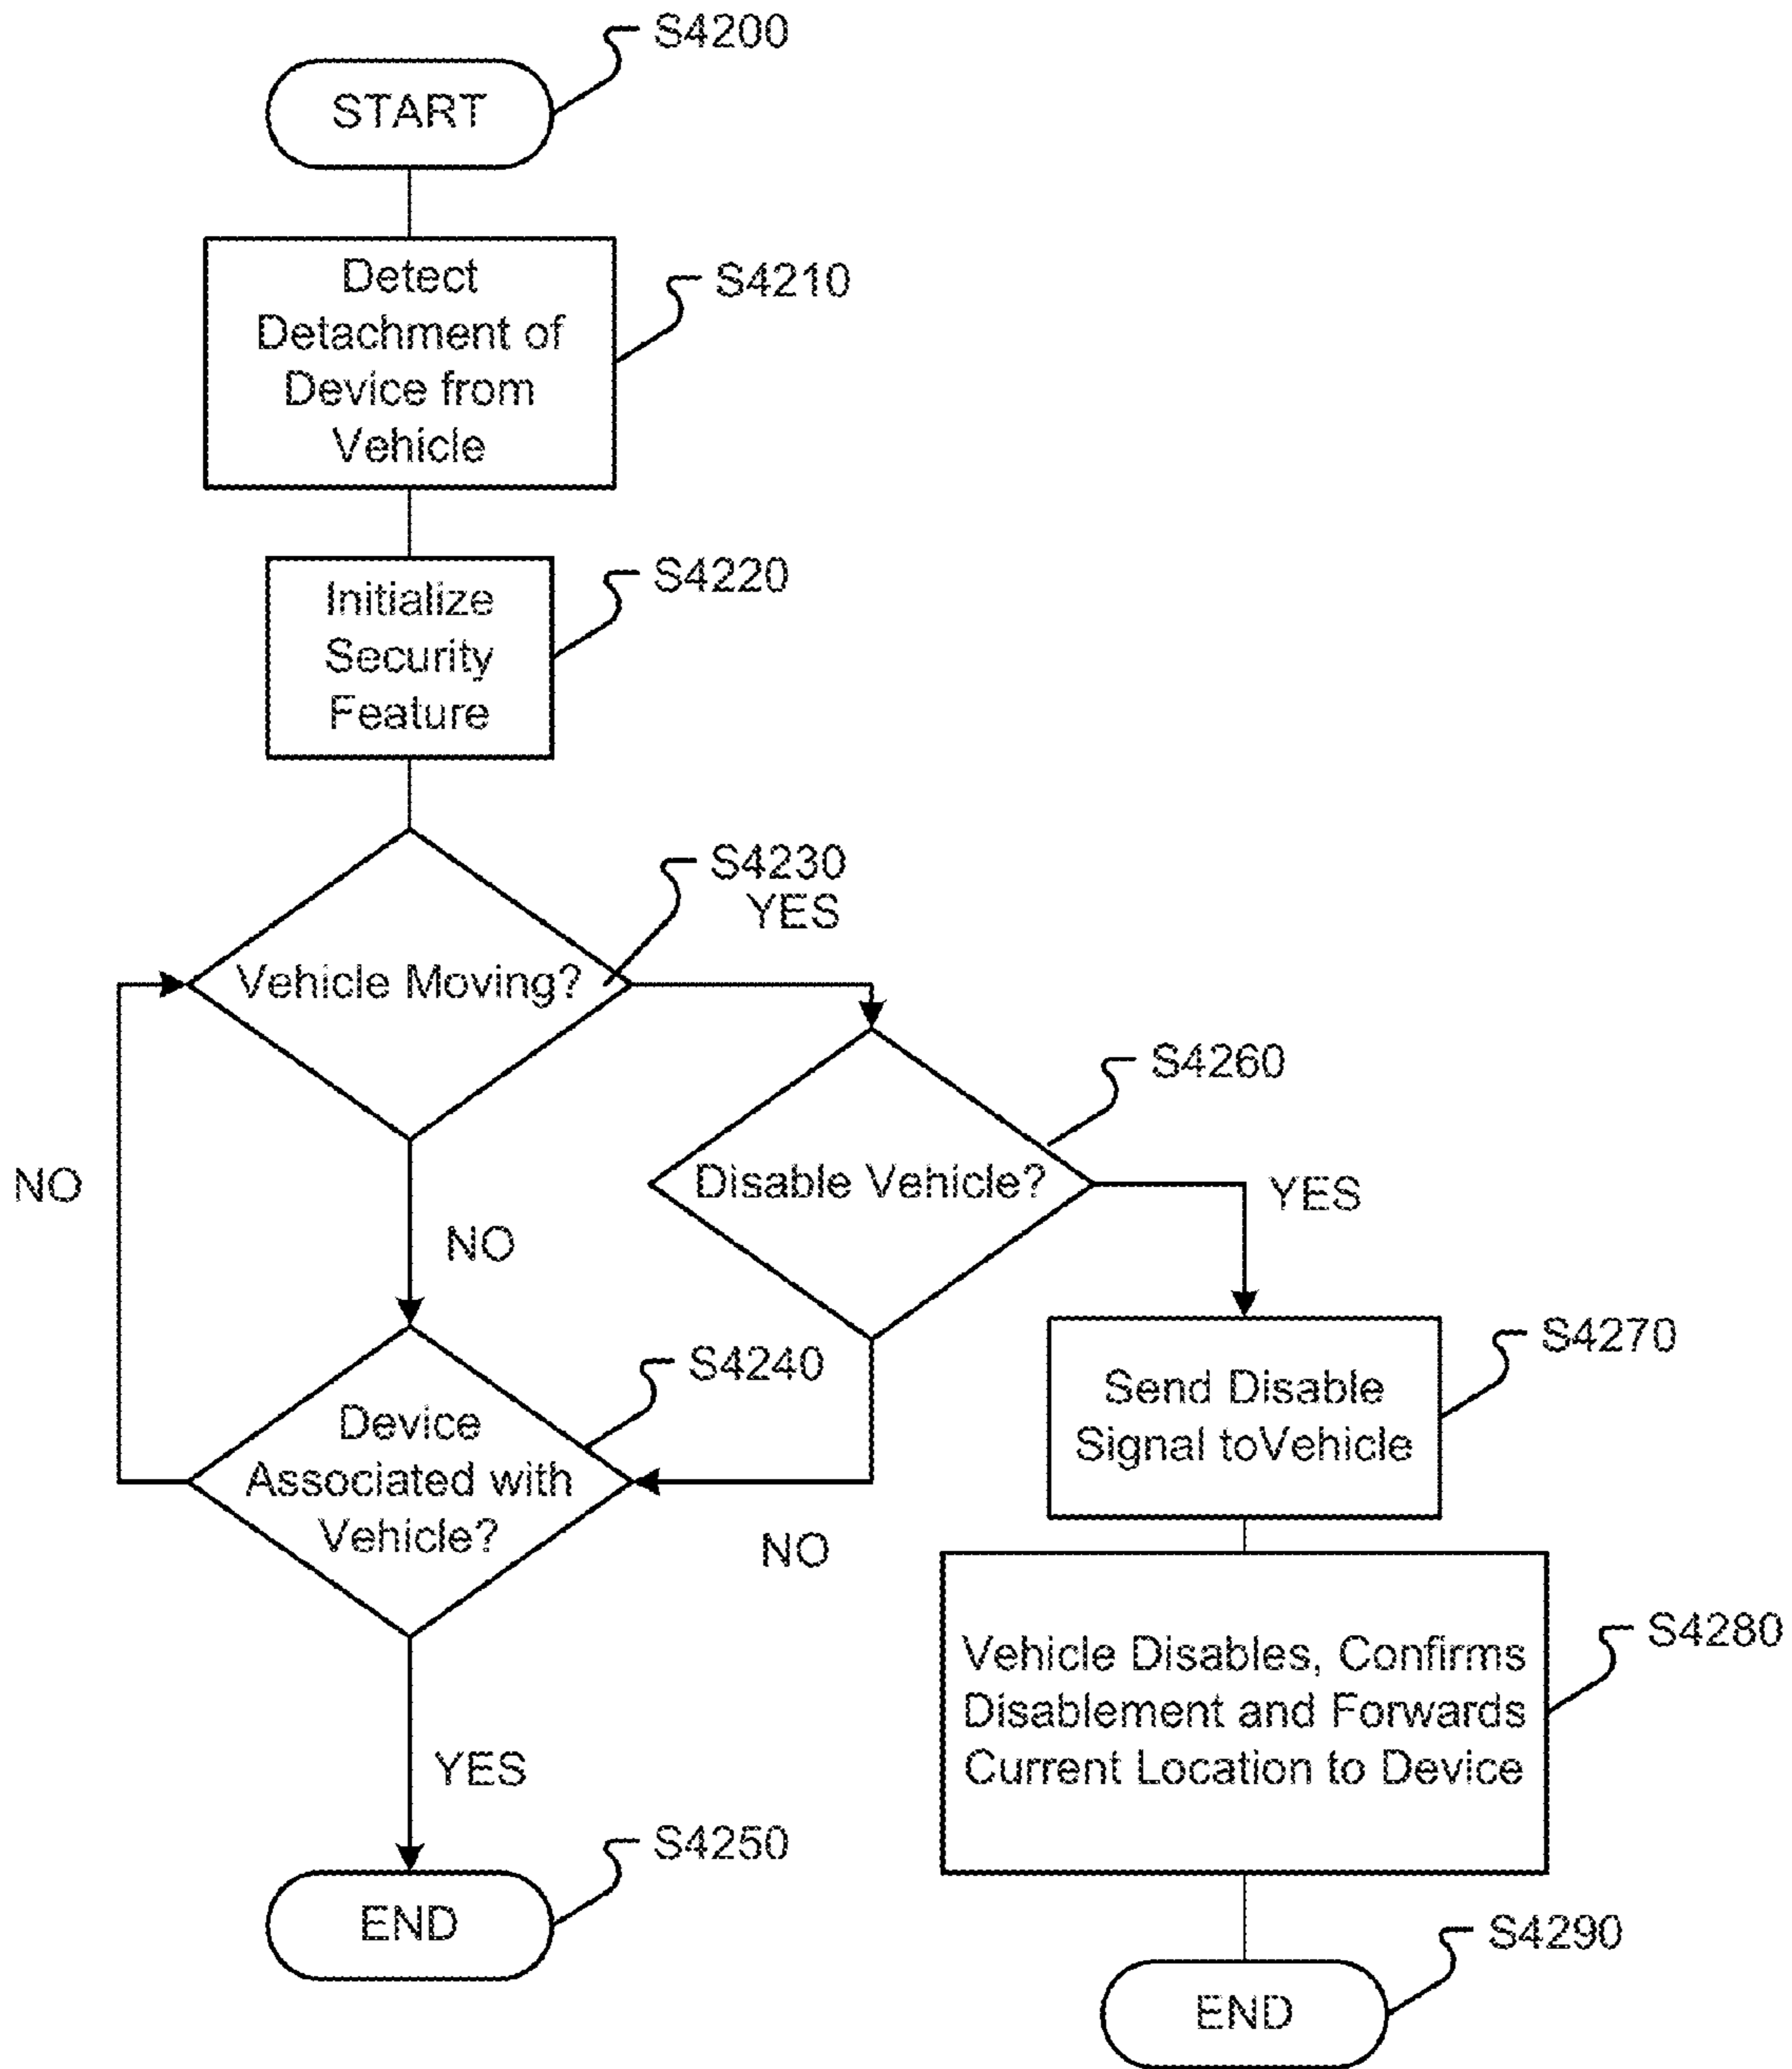 S4200
START
Detect
Detachment of
Device from
Vehicle
S4210
Initialize
Security
Feature
S4220
S4230
YES
Vehicle Moving?
S4260
Disable Vehicle?
YES
NO
NO
S4270
Send Disable
Signal toVehicle
S4240
Device
Associated with
Vehicle?
NO
S4280
Vehicle Disables, Confirms
Disablement and Forwards
Current Location to Device
YES
S4250
END
S4290
END